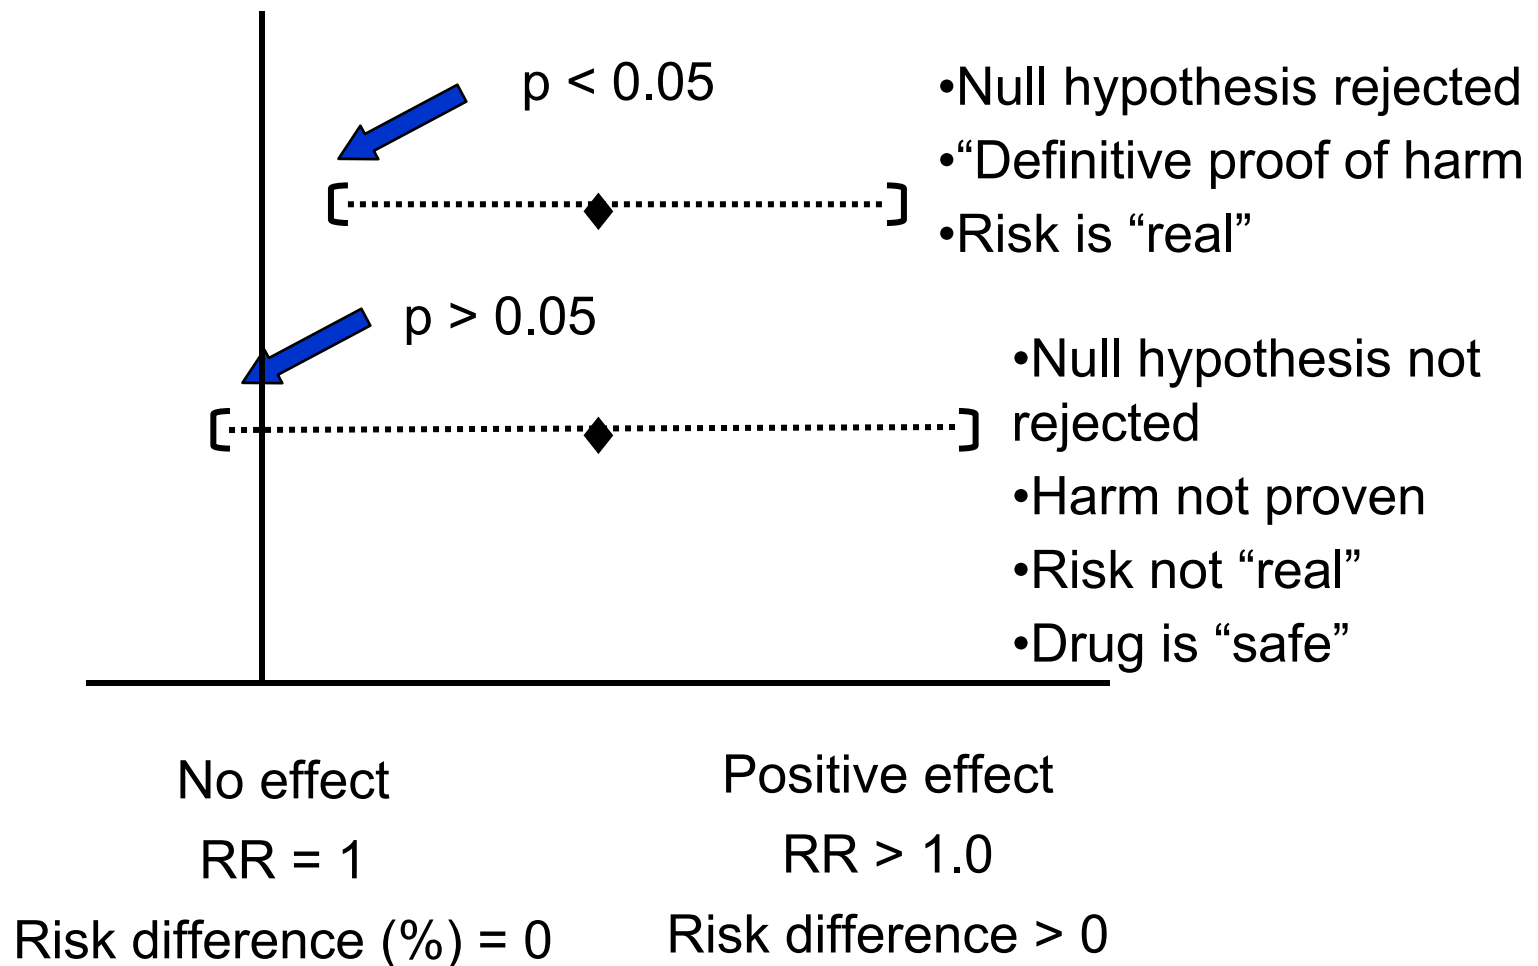 p < 0.05
•Null hypothesis rejected
•“Definitive proof of harm
•Risk is “real”
p > 0.05
•Null hypothesis not
rejected
•Harm not proven
•Risk not “real”
•Drug is “safe”
No effect
RR = 1
Risk difference (%) = 0
Positive effect
RR > 1.0
Risk difference > 0